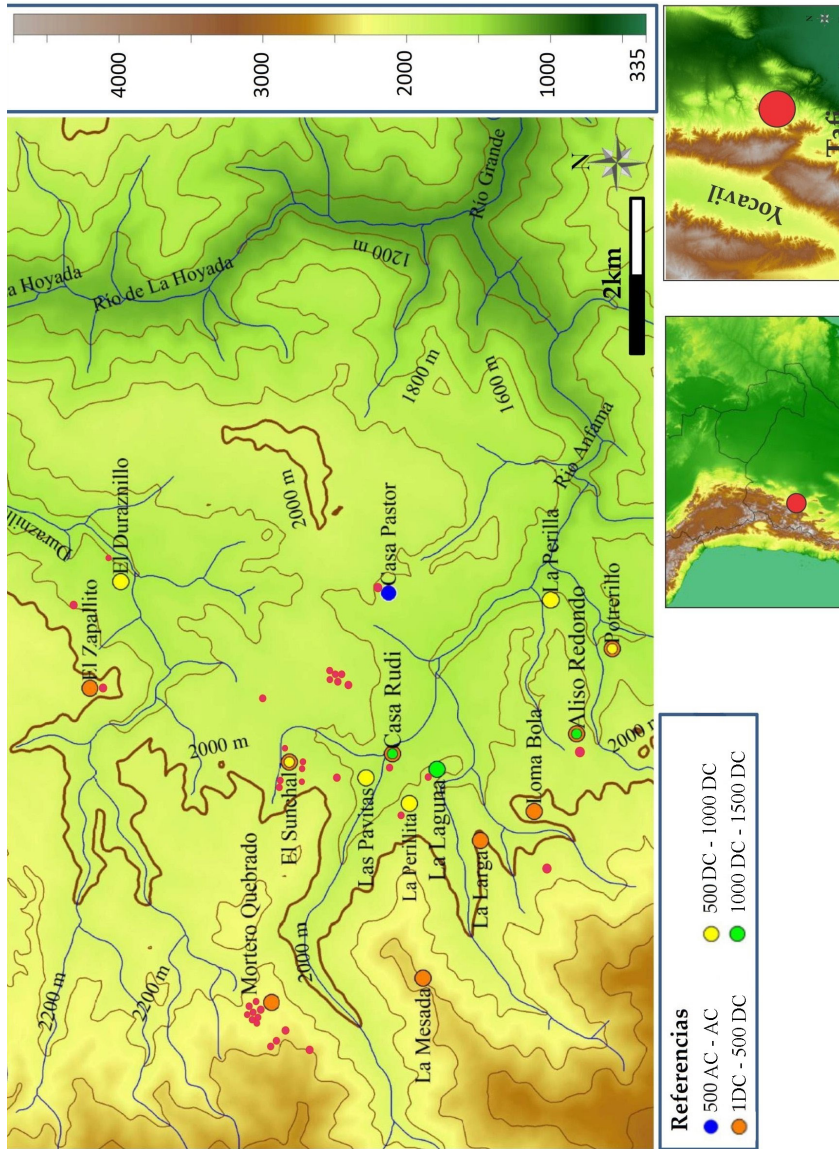 4000
3000
2000
1000
335
a Hoyada
Río de La Hoyada
1200 m
Río Grande
N
2km
1800 m
1600 m
Río Anfama
2000 m
Duraznill
El Duraznillo
El Zapallito
Casa Pastor
La Perilla
Potrerillo
Aliso Redondo
2000 m
2000 m
Casa Rudi
El Sunchal
Las Pavitas
La Perillita
La Laguna
Loma Bola
La Larga
Mortero Quebrado
2000 m
La Mesada
2200 m
2200 m
Yocavil
Taf
N
Referencias
500 AC - AC
500 DC - 1000 DC
1DC - 500 DC
1000 DC - 1500 DC